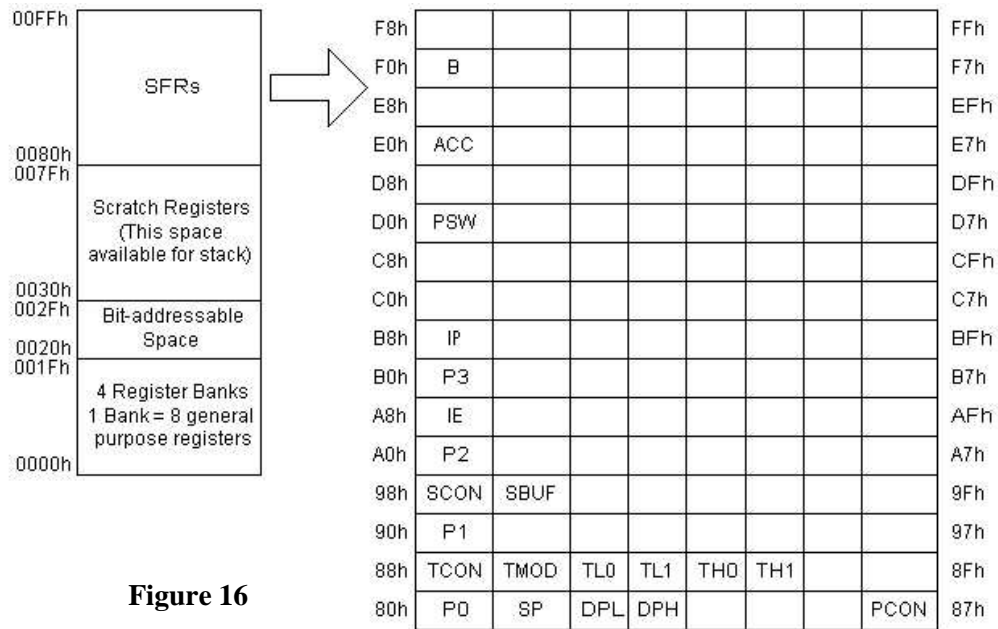 00FFh
SFRs
0080h
007Fh
Scratch Registers
(This space
available for stack)
0030h
002Fh
Bit-addressable
Space
0020h
001Fh
4 Register Banks
1 Bank = 8 general
purpose registers
0000h
F8h FFh
F0h B F7h
E8h EFh
E0h ACC E7h
D8h DFh
D0h PSW D7h
C8h CFh
C0h C7h
B8h IP BFh
B0h P3 B7h
A8h IE AFh
A0h P2 A7h
98h SCON SBUF 9Fh
90h P1 97h
88h TCON TMOD TL0 TL1 TH0 TH1 8Fh
80h P0 SP DPL DPH PCON 87h
Figure 16